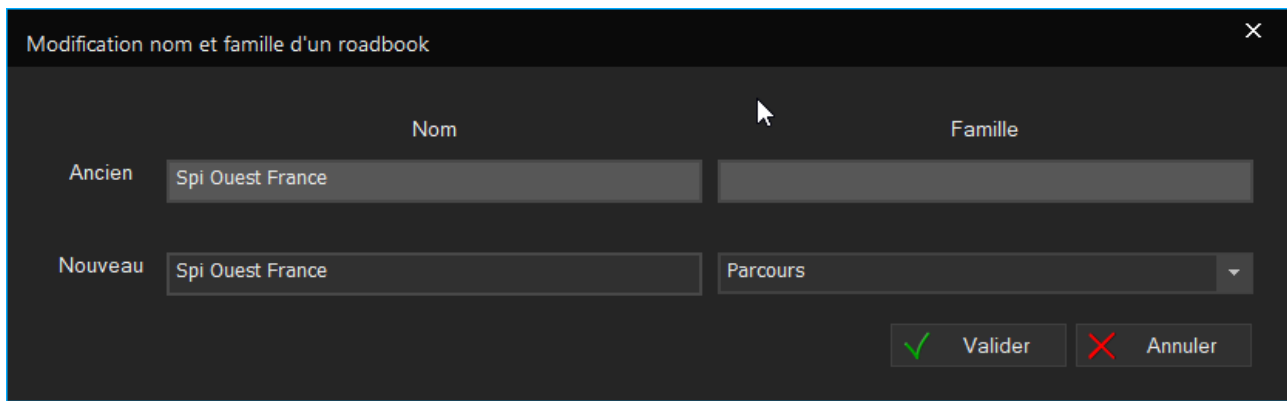 Modification nom et famille d'un roadbook
Nom Famille
Ancien Spi Ouest France
Nouveau Spi Ouest France Parcours
Valider Annuler